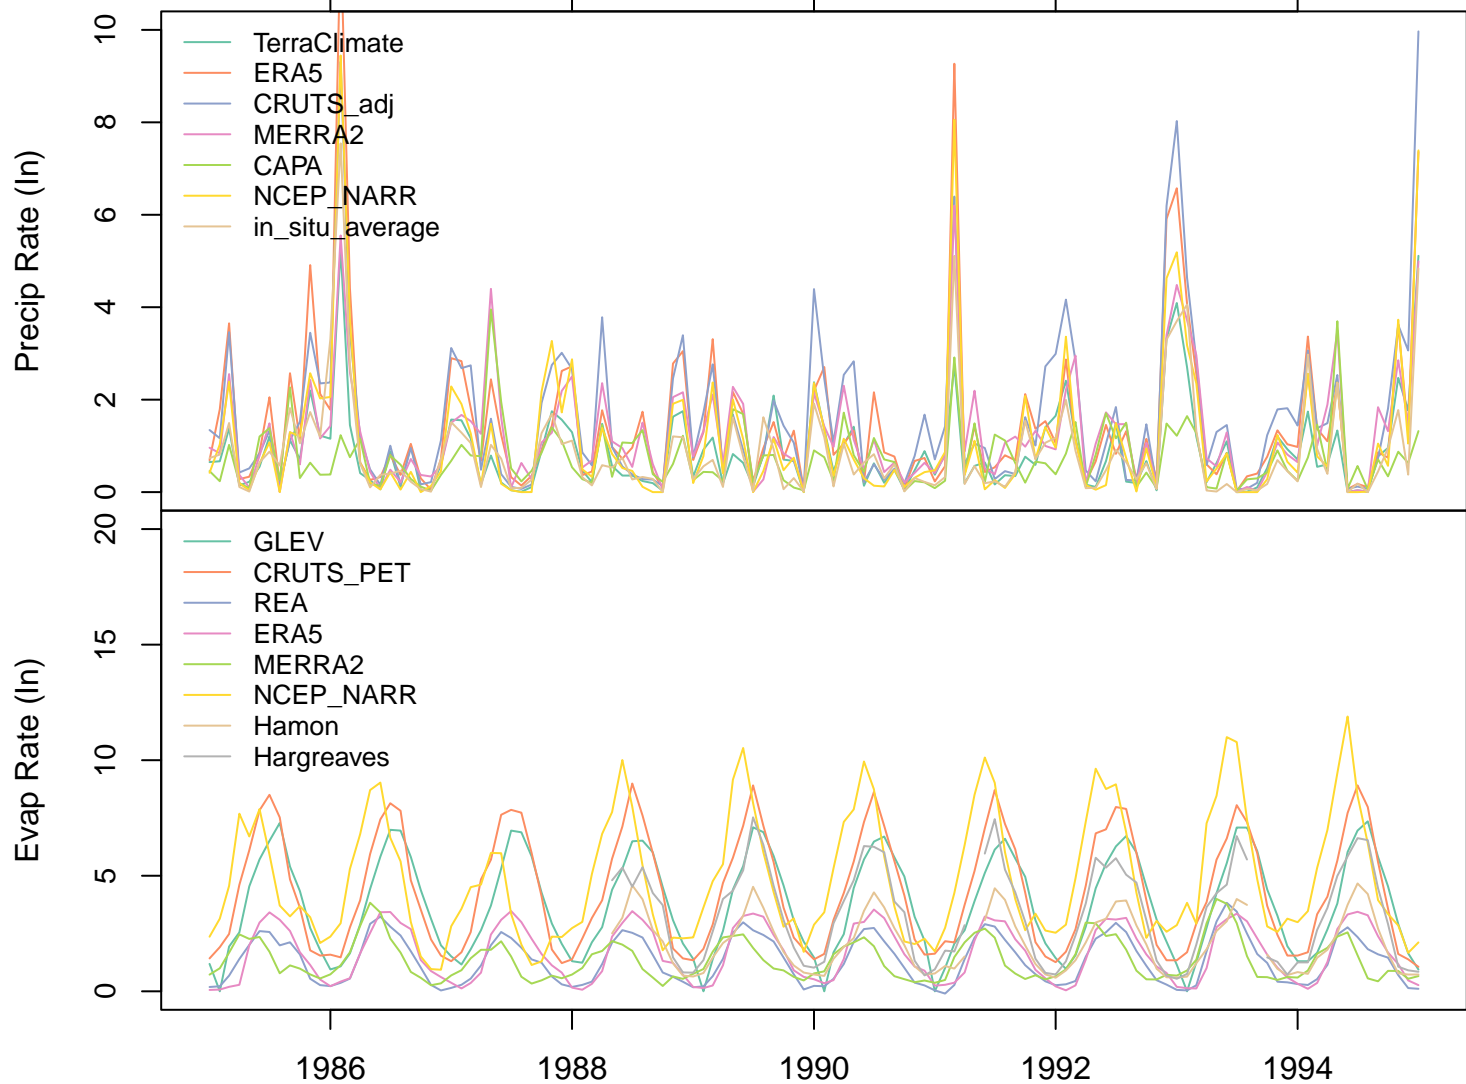 Precip Rate (In)
10
8
6
4
2
0
TerraClimate
ERA5
CRUTS_adj
MERRA2
CAPA
NCEP_NARR
in_situ_average
Evap Rate (In)
20
15
10
5
0
GLEV
CRUTS_PET
REA
ERA5
MERRA2
NCEP_NARR
Hamon
Hargreaves
1986 1988 1990 1992 1994